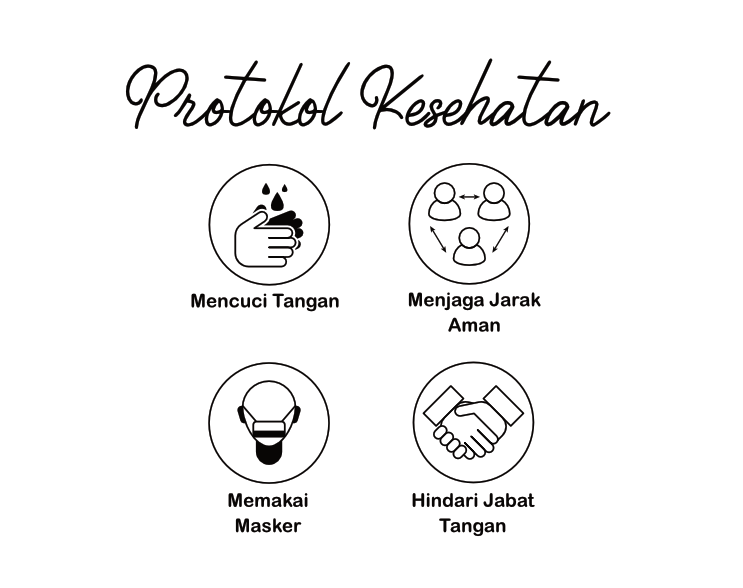 Protokol Kesehatan
Mencuci Tangan
Menjaga Jarak
Aman
Memakai
Masker
Hindari Jabat
Tangan